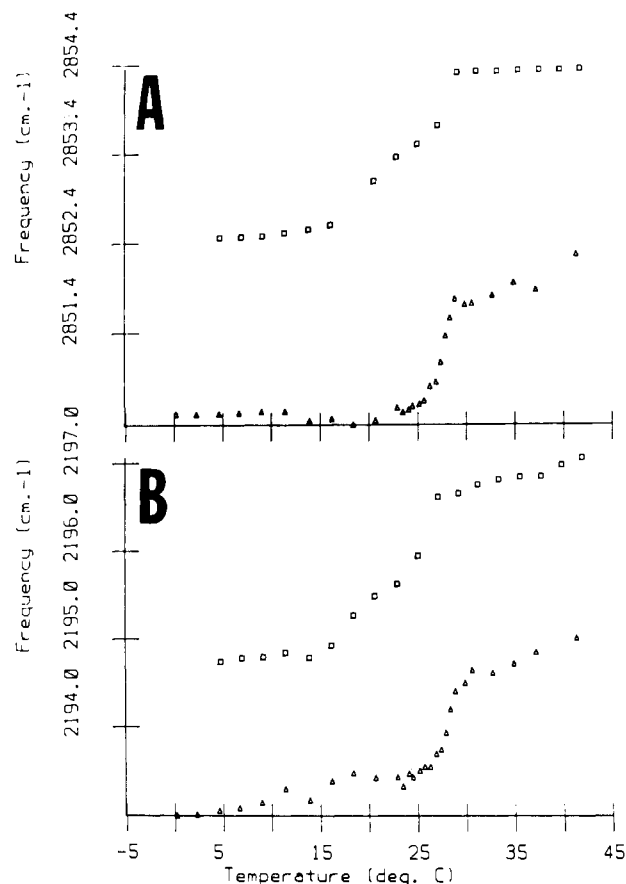 A
Frequency (cm.-1)
2854.4
2853.4
2852.4
2851.4
2197.0
B
Frequency (cm.-1)
2197.0
2196.0
2195.0
2194.0
-5 5 15 25 35 45
Temperature (deg. C)